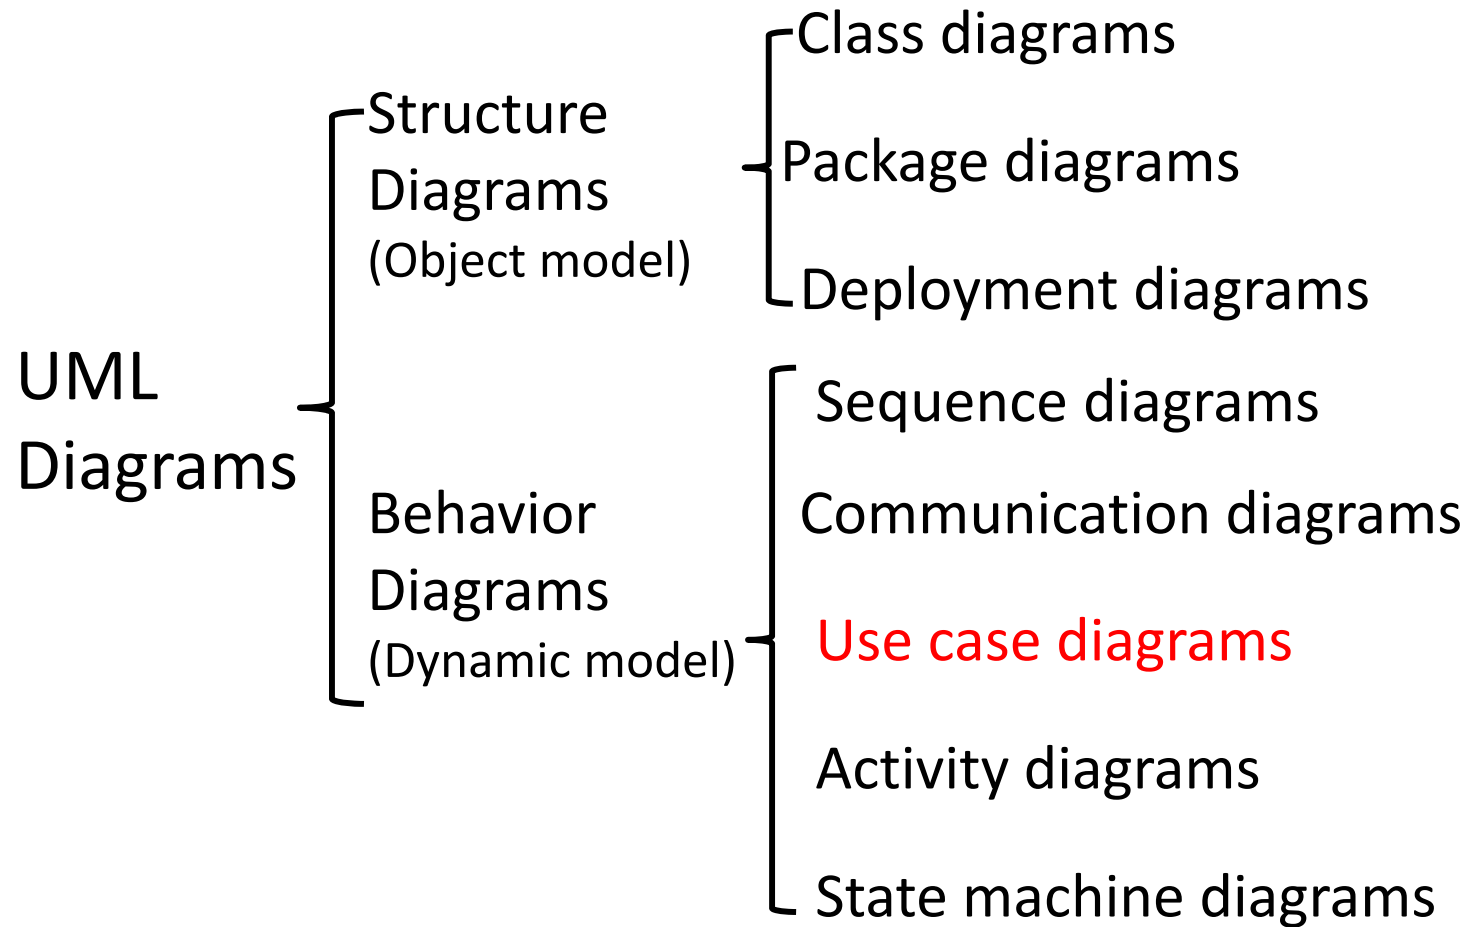 UML
Diagrams
Structure
Diagrams
(Object model)
Class diagrams
Package diagrams
Deployment diagrams
Behavior
Diagrams
(Dynamic model)
Sequence diagrams
Communication diagrams
Use case diagrams
Activity diagrams
State machine diagrams